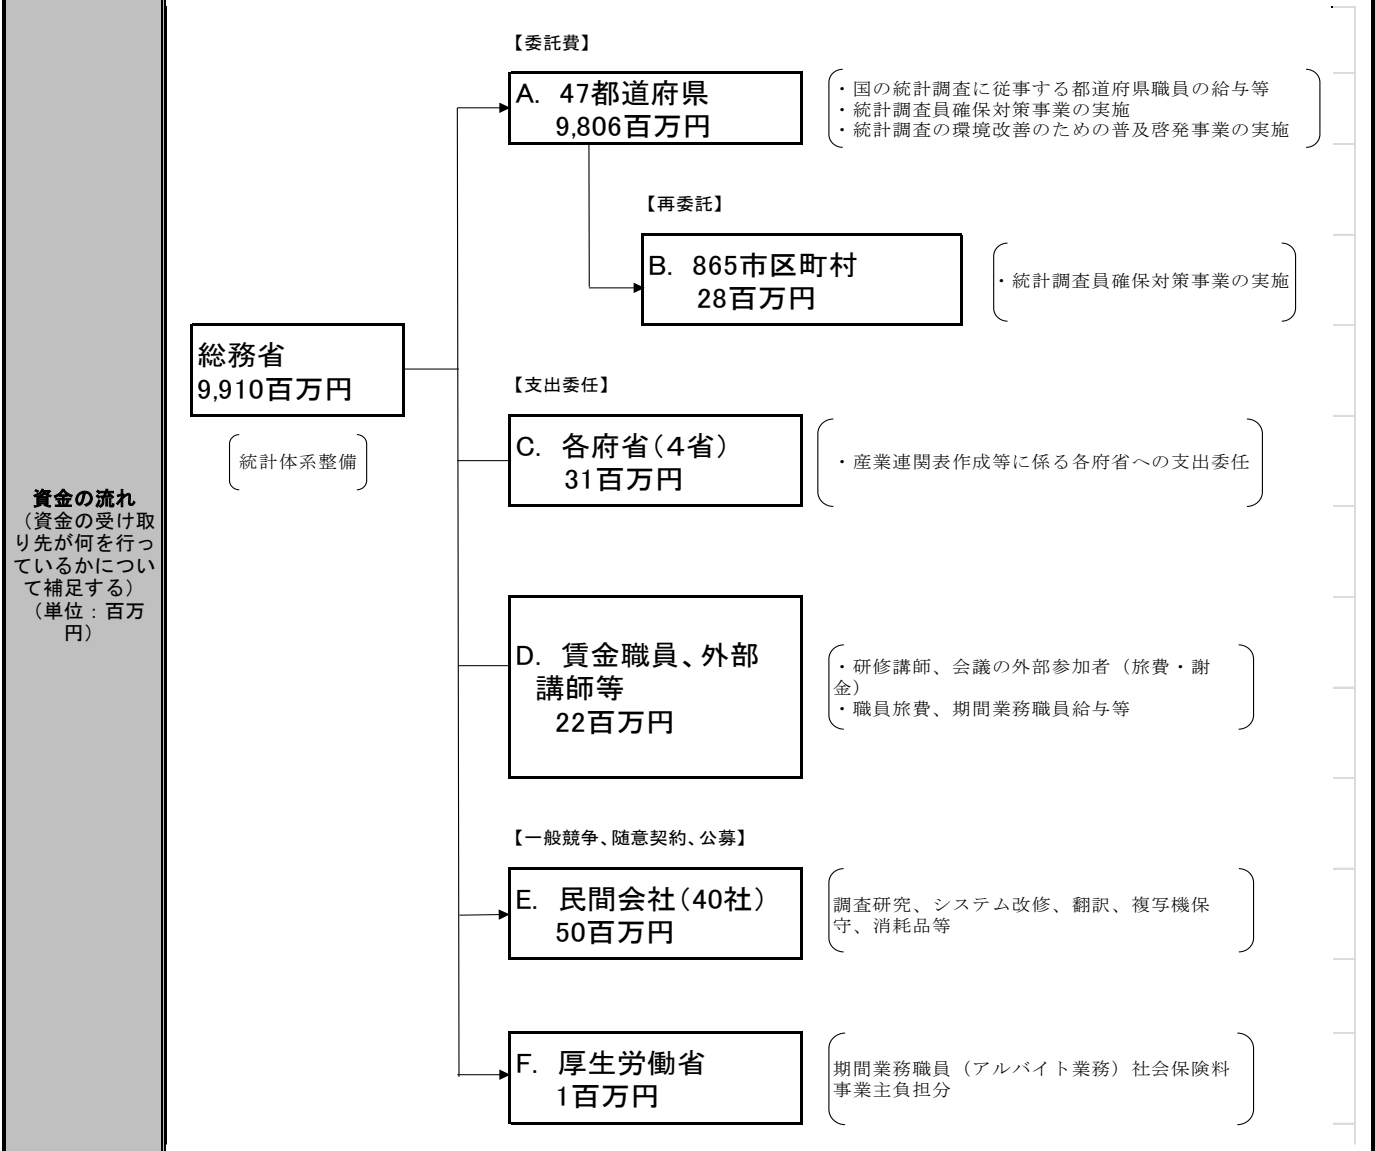 資金の流れ
（資金の受け取
り先が何を行っ
ているかについ
て補足する）
（単位：百万
円）
総務省
9,910百万円
統計体系整備
【委託費】
A. 47都道府県
9,806百万円
・国の統計調査に従事する都道府県職員の給与等
・統計調査員確保対策事業の実施
・統計調査の環境改善のための普及啓発事業の実施
【再委託】
B. 865市区町村
28百万円
・統計調査員確保対策事業の実施
【支出委任】
C. 各府省（４省）
31百万円
・産業連関表作成等に係る各府省への支出委任
D. 賃金職員、外部
講師等
22百万円
・研修講師、会議の外部参加者（旅費・謝
金）
・職員旅費、期間業務職員給与等
【一般競争、随意契約、公募】
E. 民間会社（40社）
50百万円
調査研究、システム改修、翻訳、複写機保
守、消耗品等
F. 厚生労働省
1百万円
期間業務職員（アルバイト業務）社会保険料
事業主負担分